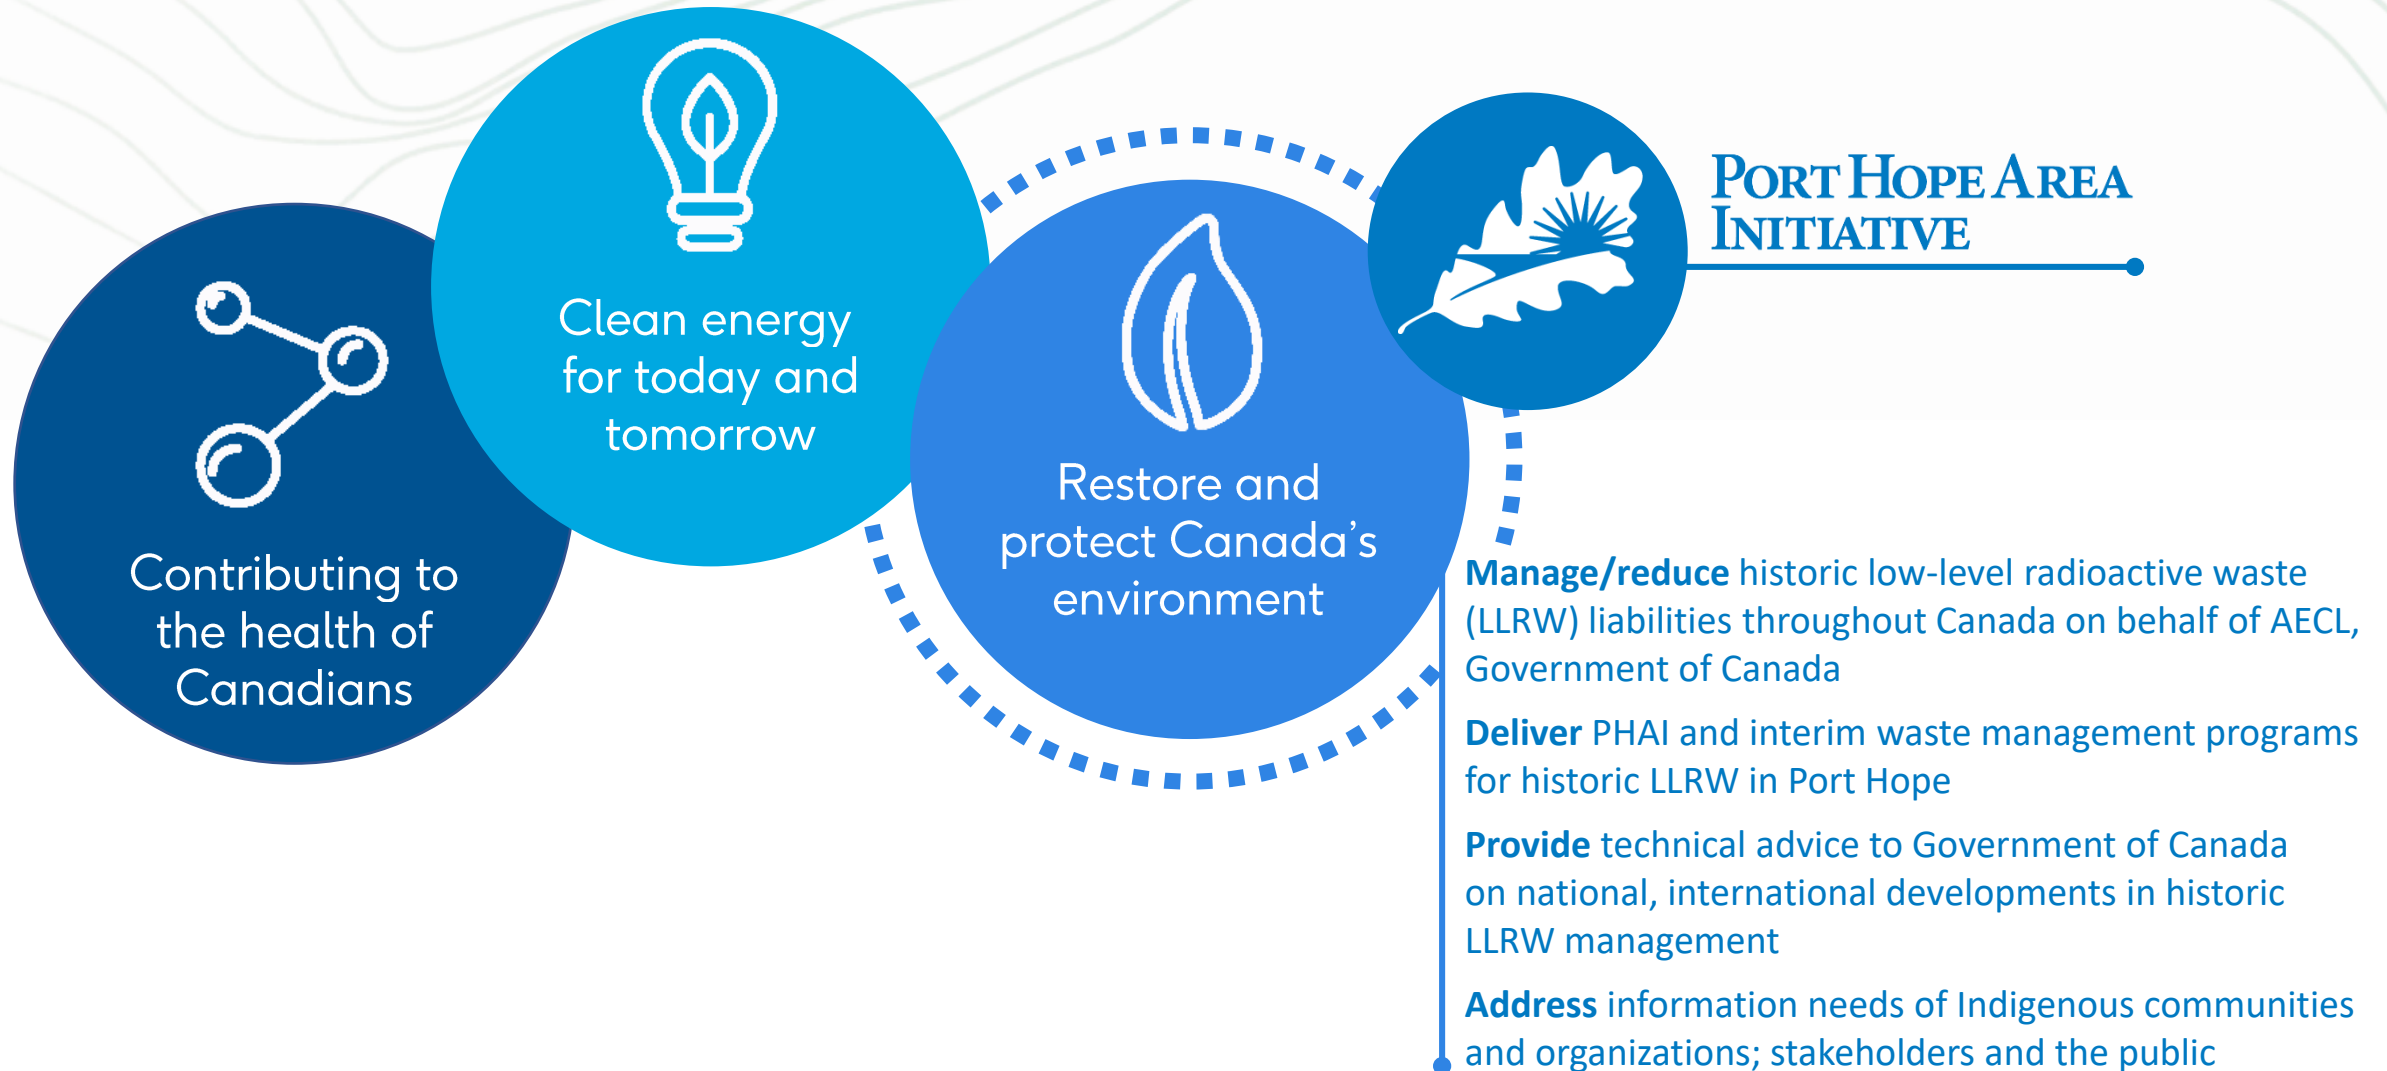 Contributing to
the health of
Canadians
Clean energy
for today and
tomorrow
Restore and
protect Canada's
environment
PORT HOPE AREA
INITIATIVE
Manage/reduce historic low-level radioactive waste
(LLRW) liabilities throughout Canada on behalf of AECL,
Government of Canada
Deliver PHAI and interim waste management programs
for historic LLRW in Port Hope
Provide technical advice to Government of Canada
on national, international developments in historic
LLRW management
Address information needs of Indigenous communities
and organizations; stakeholders and the public